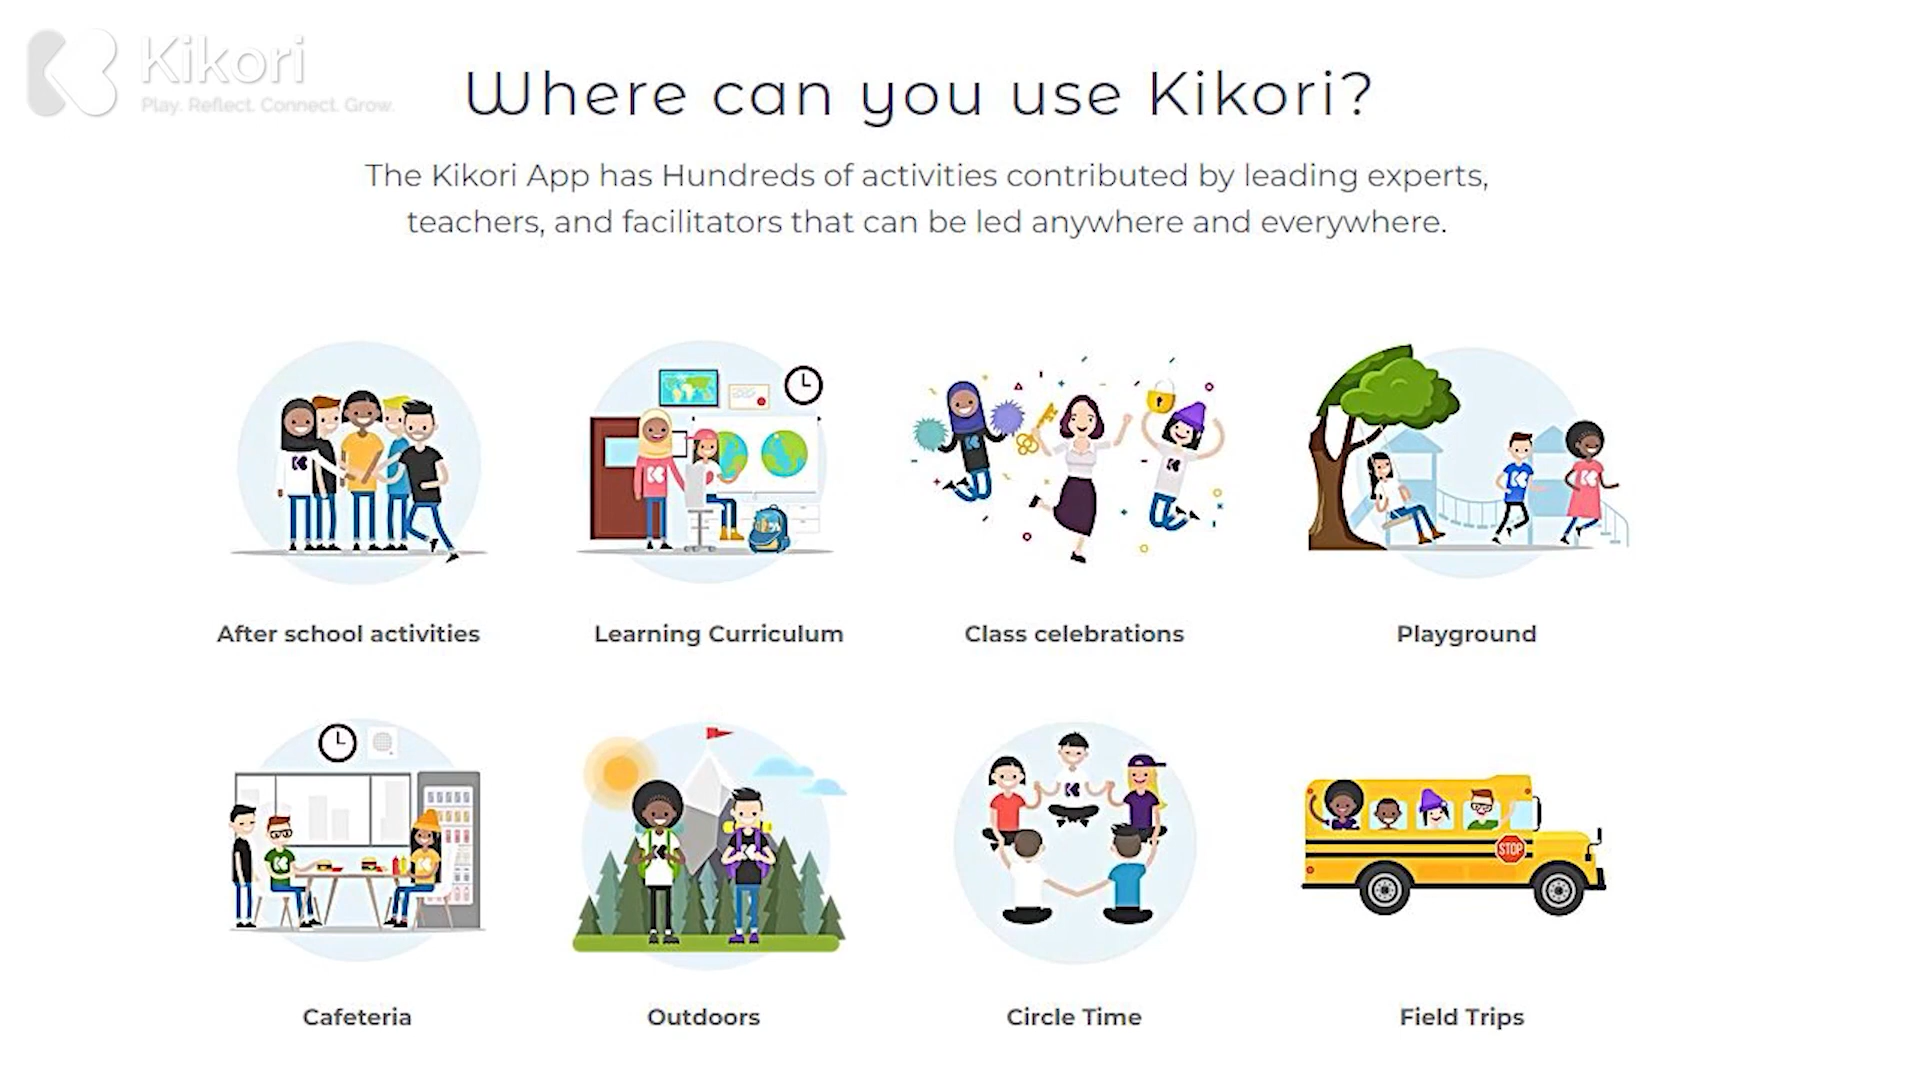 Kikori
Play. Reflect. Connect. Grow.
Where can you use Kikori?
The Kikori App has Hundreds of activities contributed by leading experts,
teachers, and facilitators that can be led anywhere and everywhere.
After school activities
Learning Curriculum
Class celebrations
Playground
STOP
Cafeteria
Outdoors
Circle Time
Field Trips